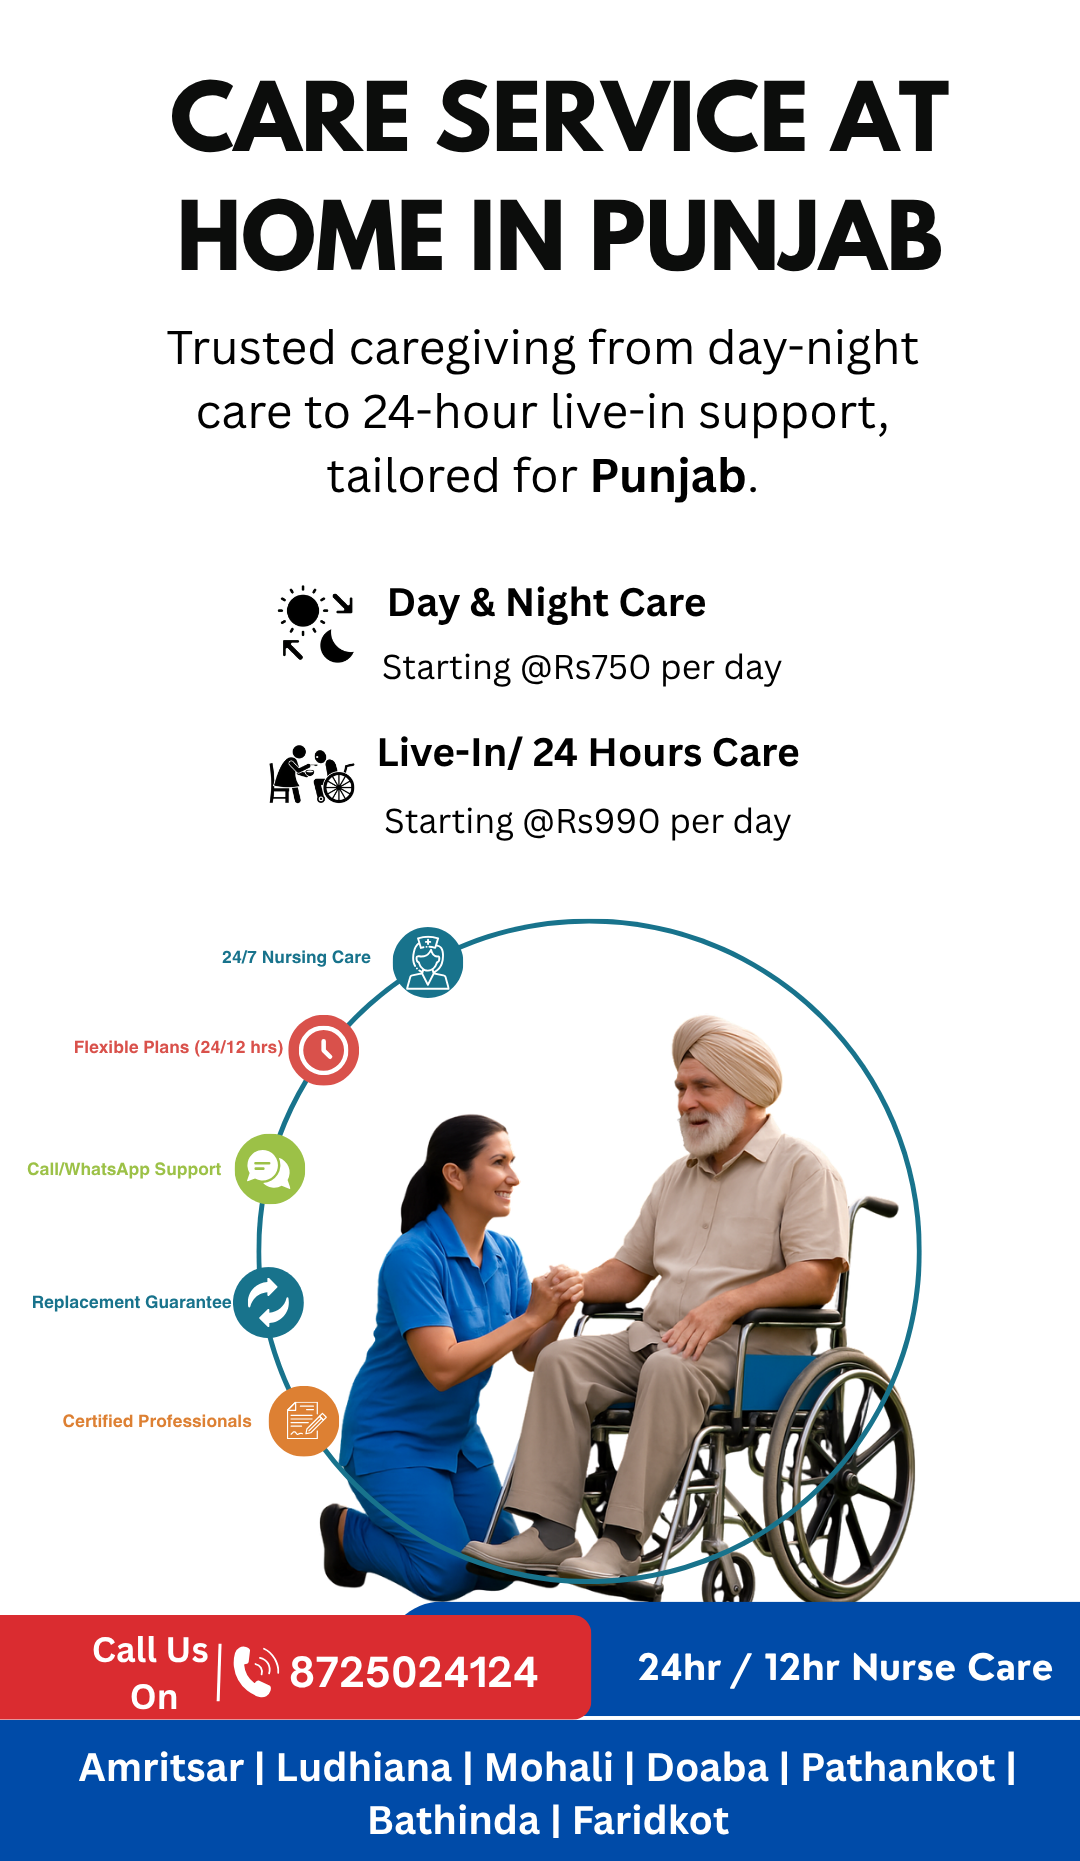 CARE SERVICE AT
HOME IN PUNJAB
Trusted caregiving from day-night
care to 24-hour live-in support,
tailored for Punjab.
Day & Night Care
Starting @Rs750 per day
Live-In/ 24 Hours Care
Starting @Rs990 per day
24/7 Nursing Care
Flexible Plans (24/12 hrs)
Call/WhatsApp Support
Replacement Guarantee
Certified Professionals
Call Us
On
8725024124
24hr / 12hr Nurse Care
Amritsar | Ludhiana | Mohali | Doaba | Pathankot |
Bathinda | Faridkot